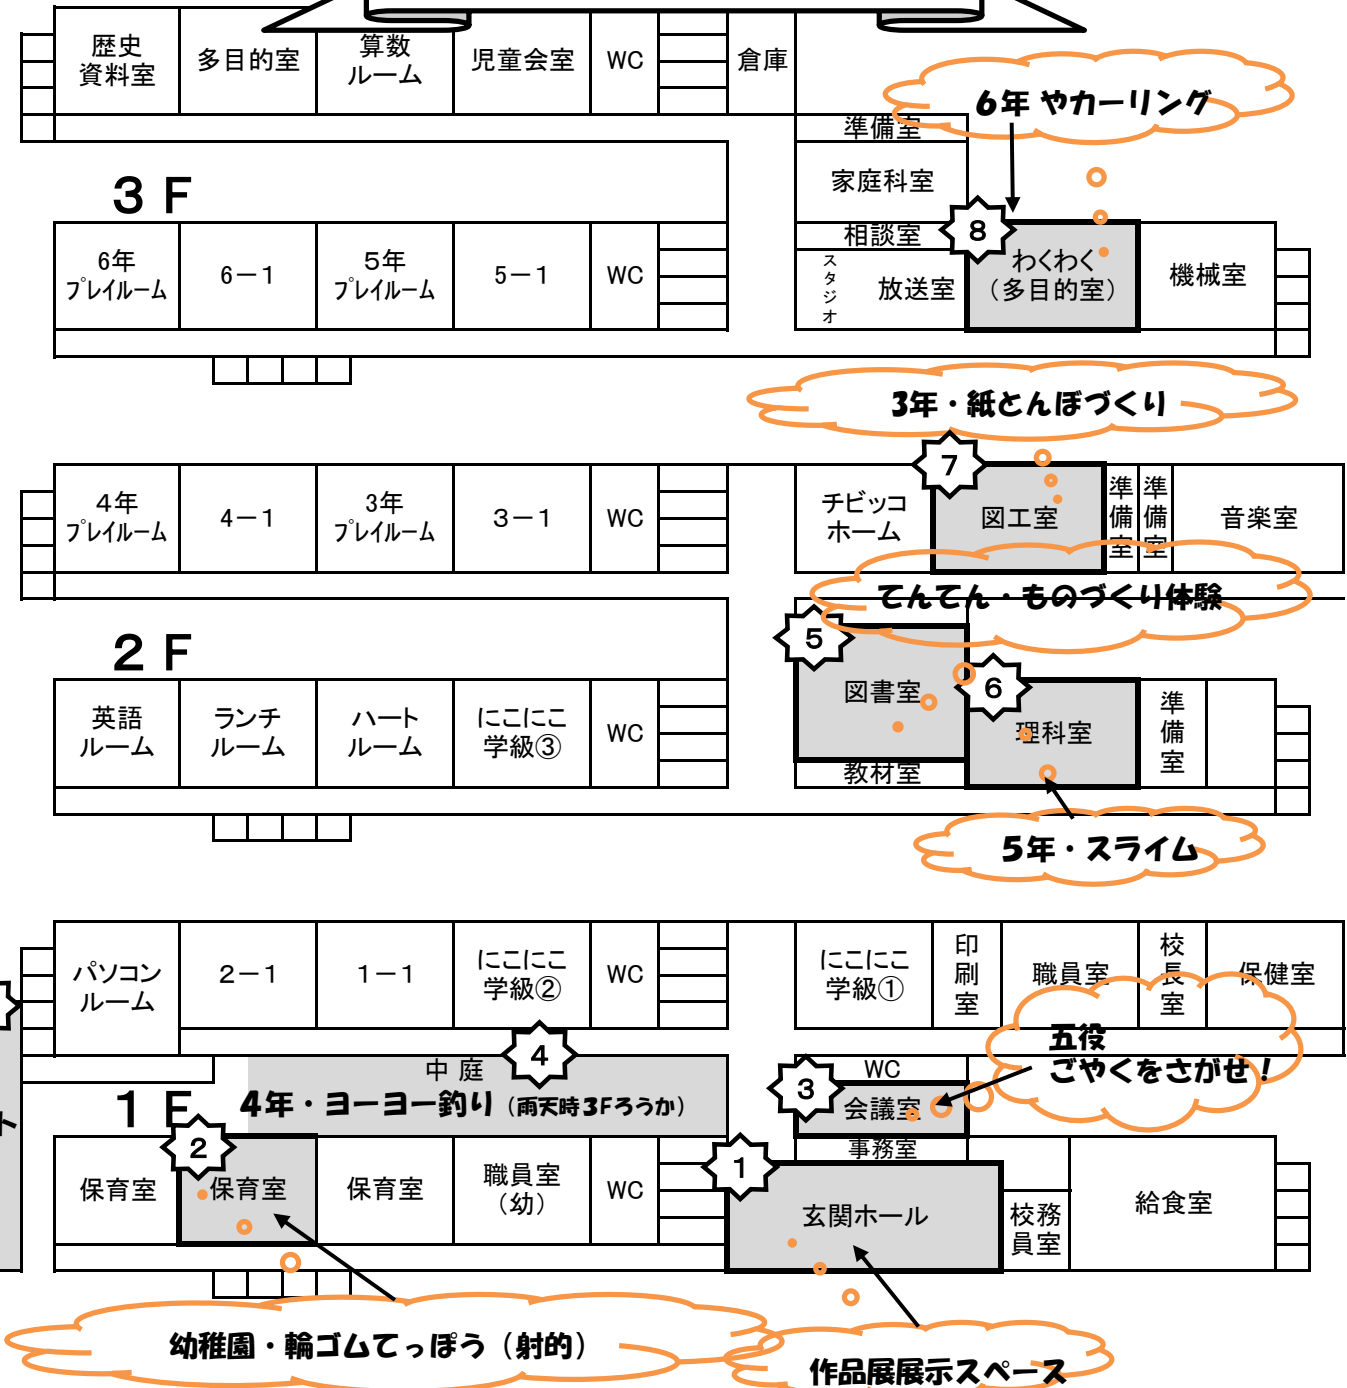 歴史
資料室
多目的室
算数
ルーム
児童会室
WC
倉庫
6年 やカーリング
準備室
家庭科室
3F
相談室
8
6年
プレイルーム
6－1
5年
プレイルーム
5－1
WC
スタジオ
放送室
わくわく
（多目的室）
機械室
3年・紙とんぼづくり
7
4年
プレイルーム
4－1
3年
プレイルーム
3－1
WC
チビッコ
ホーム
図工室
準備室
準備室
音楽室
てんてん・ものづくり体験
2F
5
6
英語
ルーム
ランチ
ルーム
ハート
ルーム
にこにこ
学級③
WC
図書室
理科室
準備室
教材室
5年・スライム
パソコン
ルーム
2－1
1－1
にこにこ
学級②
WC
にこにこ
学級①
印刷室
職員室
校長室
保健室
五役
ごやくをさがせ！
中庭
4
WC
3
会議室
1F
4年・ヨーヨー釣り（雨天時3Fろうか）
ト
2
1
事務室
保育室
保育室
保育室
職員室
（幼）
WC
玄関ホール
校務員室
給食室
幼稚園・輪ゴムてっぽう（射的）
作品展展示スペース